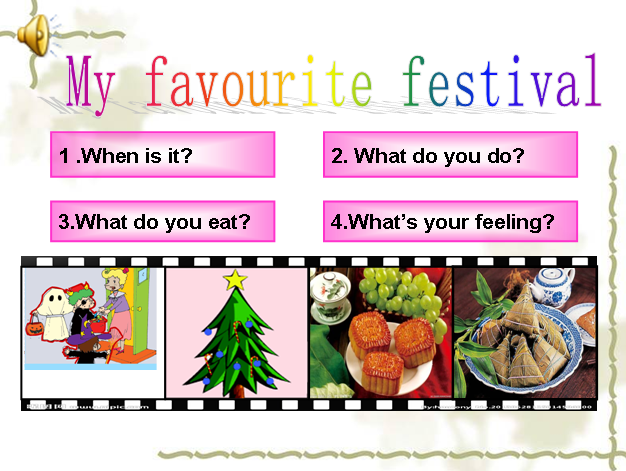 My favourite festival
1 .When is it?
2. What do you do?
3.What do you eat?
4.What's your feeling?